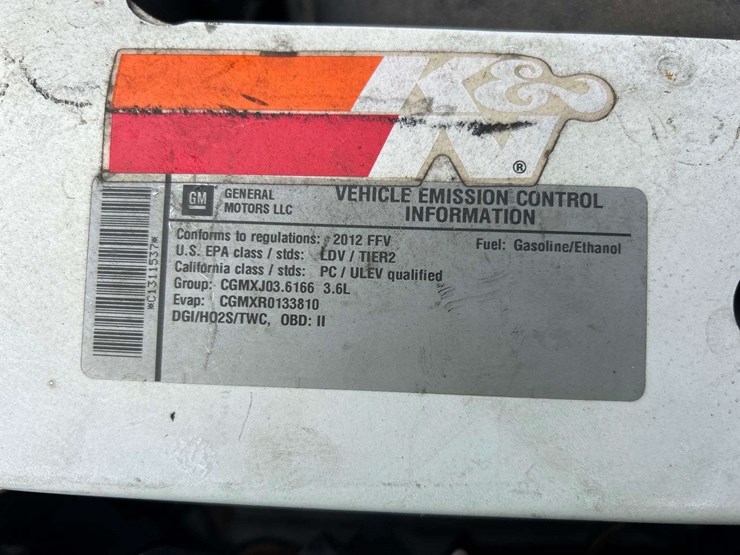 K&N
®
GM GENERAL MOTORS LLC
VEHICLE EMISSION CONTROL
INFORMATION
Conforms to regulations: 2012 FFV
Fuel: Gasoline/Ethanol
U.S. EPA class / stds: LDV / TIER2
California class / stds: PC / ULEV qualified
Group: CGMXJ03.6166 3.6L
Evap: CGMXR0133810
DGI/HO2S/TWC, OBD: II
*C1311537*